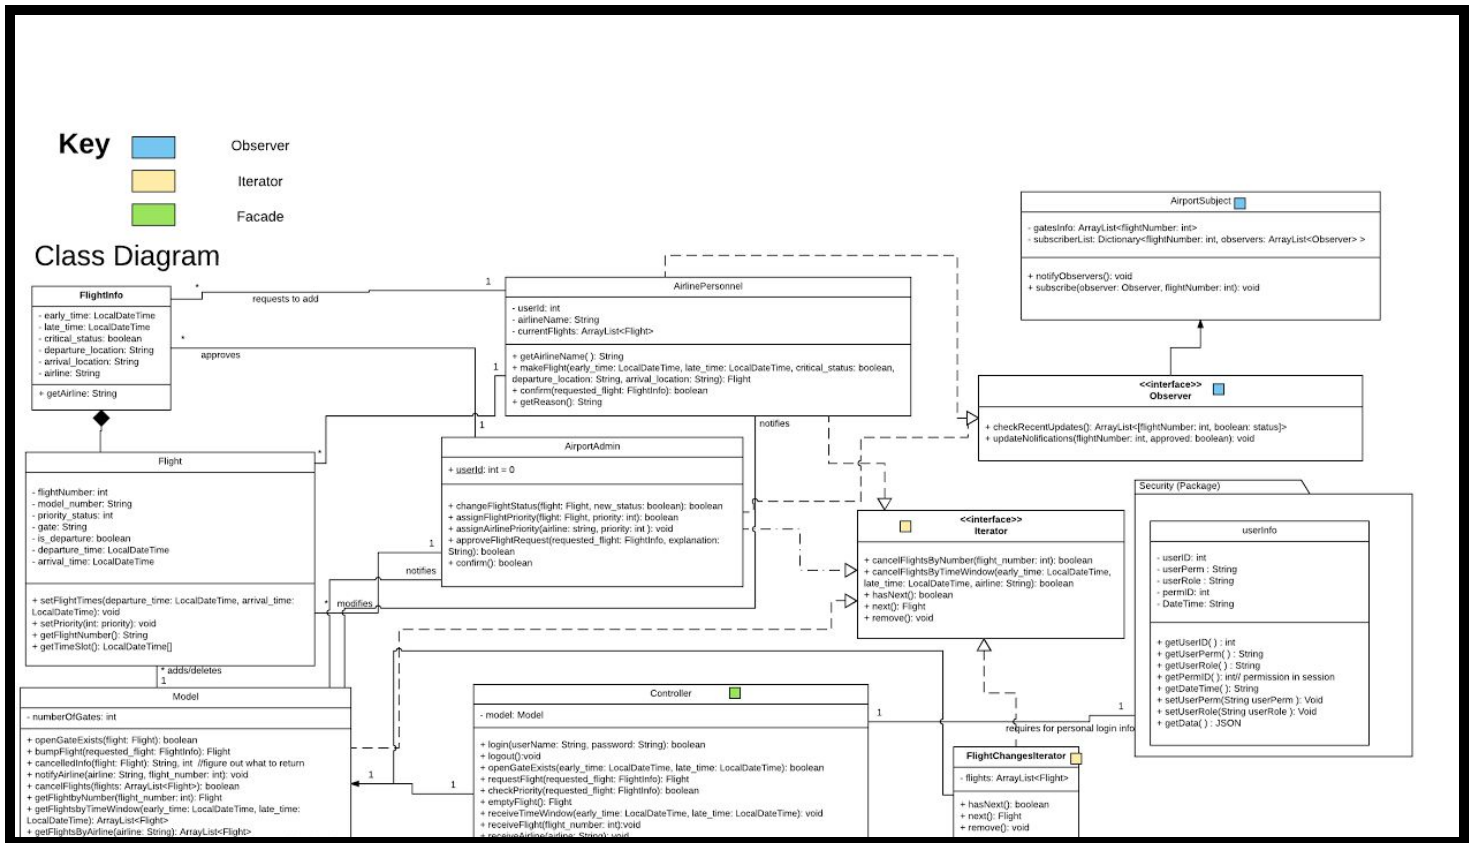 Key
Observer
Iterator
Facade
Class Diagram
FlightInfo
- early_time: LocalDateTime
- late_time: LocalDateTime
- critical_status: boolean
- departure_location: String
- arrival_location: String
- airline: String
+ getAirline: String
*
requests to add
1
*
approves
1
1
*
AirlinePersonnel
- userId: int
- airlineName: String
- currentFlights: ArrayList<Flight>
+ getAirlineName( ): String
+ makeFlight(early_time: LocalDateTime, late_time: LocalDateTime, critical_status: boolean,
departure_location: String, arrival_location: String): Flight
+ confirm(requested_flight: FlightInfo): boolean
+ getReason(): String
notifies
AirportSubject
- gatesInfo: ArrayList<flightNumber: int>
- subscriberList: Dictionary<flightNumber: int, observers: ArrayList<Observer> >
+ notifyObservers(): void
+ subscribe(observer: Observer, flightNumber: int): void
<<interface>>
Observer
+ checkRecentUpdates(): ArrayList<[flightNumber: int, boolean: status]>
+ updateNotifications(flightNumber: int, approved: boolean): void
Flight
- flightNumber: int
- model_number: String
- priority_status: int
- gate: String
- is_departure: boolean
- departure_time: LocalDateTime
- arrival_time: LocalDateTime
+ setFlightTimes(departure_time: LocalDateTime, arrival_time:
LocalDateTime): void
+ setPriority(int: priority): void
+ getFlightNumber(): String
+ getTimeSlot(): LocalDateTime[]
AirportAdmin
+ userId: int = 0
+ changeFlightStatus(flight: Flight, new_status: boolean): boolean
+ assignFlightPriority(flight: Flight, priority: int): boolean
+ assignAirlinePriority(airline: string, priority: int ): void
+ approveFlightRequest(requested_flight: FlightInfo, explanation:
String): boolean
+ confirm(): boolean
1
notifies
* modifies
<<interface>>
Iterator
+ cancelFlightsByNumber(flight_number: int): boolean
+ cancelFlightsByTimeWindow(early_time: LocalDateTime,
late_time: LocalDateTime, airline: String): boolean
+ hasNext(): boolean
+ next(): Flight
+ remove(): void
Security (Package)
userInfo
- userID: int
- userPerm : String
- userRole : String
- permID: int
- DateTime: String
+ getUserID( ) : int
+ getUserPerm( ) : String
+ getUserRole( ) : String
+ getPermID( ): int// permission in session
+ getDateTime( ): String
+ setUserPerm(String userPerm ): Void
+ setUserRole(String userRole ): Void
+ getData( ) : JSON
* adds/deletes
1
Model
- numberOfGates: int
+ openGateExists(flight: Flight): boolean
+ bumpFlight(requested_flight: FlightInfo): Flight
+ cancelledInfo(flight: Flight): String, int //figure out what to return
+ notifyAirline(airline: String, flight_number: int): void
+ cancelFlights(flights: ArrayList<Flight>): boolean
+ getFlightbyNumber(flight_number: int): Flight
+ getFlightsbyTimeWindow(early_time: LocalDateTime, late_time:
LocalDateTime): ArrayList<Flight>
+ getFlightsByAirline(airline: String): ArrayList<Flight>
1
1
Controller
- model: Model
+ login(userName: String, password: String): boolean
+ logout():void
+ openGateExists(early_time: LocalDateTime, late_time: LocalDateTime): boolean
+ requestFlight(requested_flight: FlightInfo): Flight
+ checkPriority(requested_flight: FlightInfo): boolean
+ emptyFlight(): Flight
+ receiveTimeWindow(early_time: LocalDateTime, late_time: LocalDateTime): void
+ receiveFlight(flight_number: int):void
+ receiveAirline(airline: String): void
1
1
requires for personal login info
FlightChangesIterator
- flights: ArrayList<Flight>
+ hasNext(): boolean
+ next(): Flight
+ remove(): void